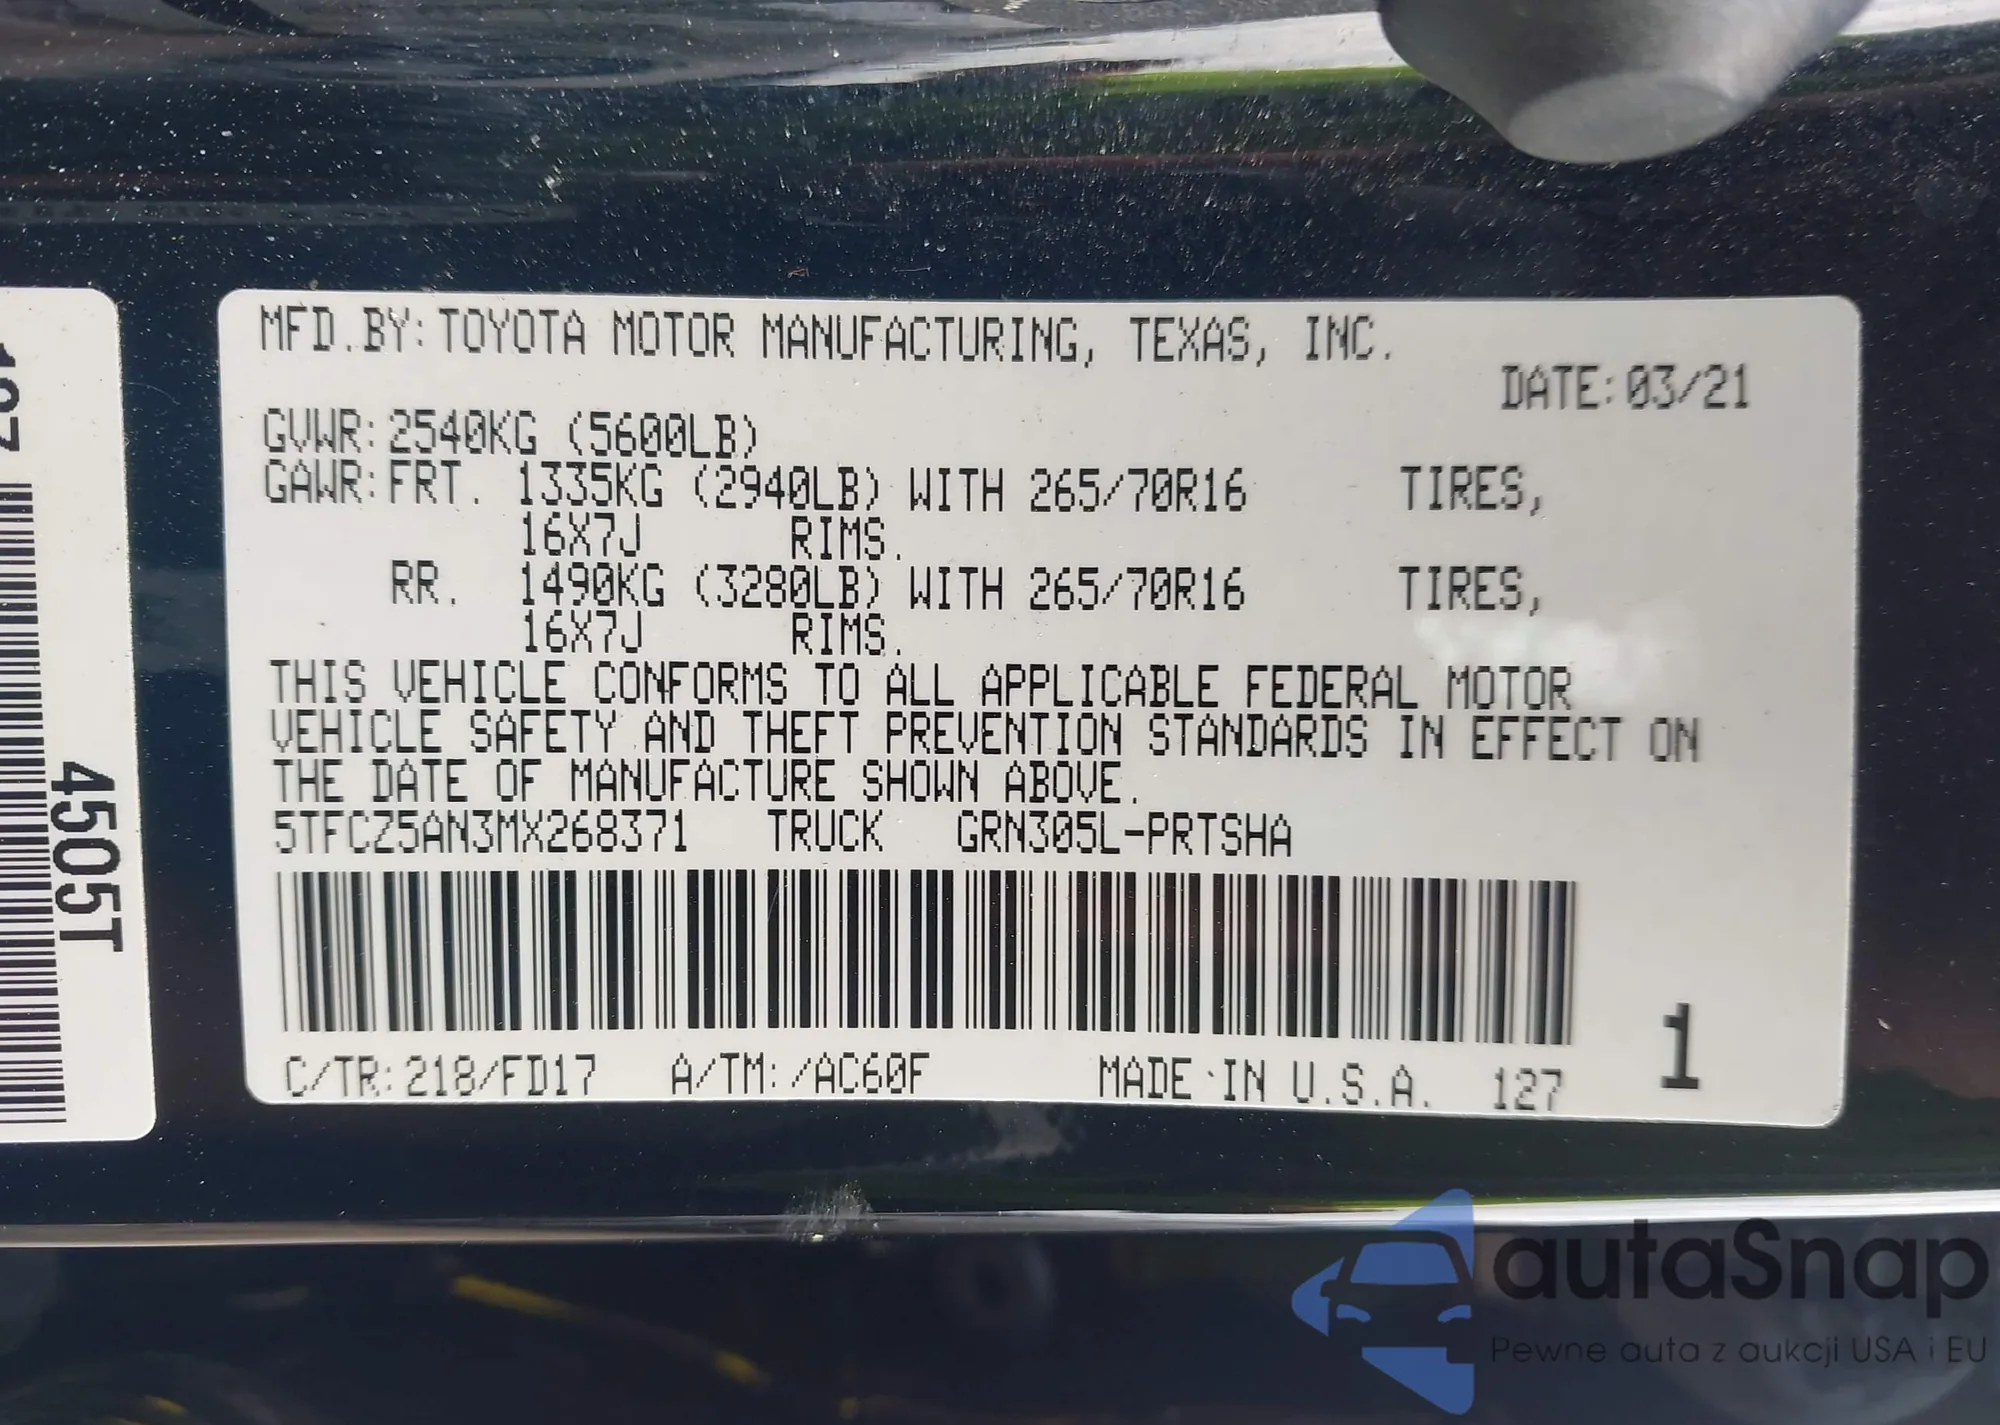 MFD.BY:TOYOTA MOTOR MANUFACTURING, TEXAS, INC.
DATE:03/21
GVWR:2540KG (5600LB)
GAWR:FRT. 1335KG (2940LB) WITH 265/70R16 TIRES,
16X7J RIMS.
RR. 1490KG (3280LB) WITH 265/70R16 TIRES,
16X7J RIMS.
THIS VEHICLE CONFORMS TO ALL APPLICABLE FEDERAL MOTOR
VEHICLE SAFETY AND THEFT PREVENTION STANDARDS IN EFFECT ON
THE DATE OF MANUFACTURE SHOWN ABOVE.
5TFCZ5AN3MX268371 TRUCK GRN305L-PRTSHA
C/TR:218/FD17 A/TM:/AC60F MADE IN U.S.A. 127
1
4505T
autaSnap
Pewne auta z aukcji USA i EU